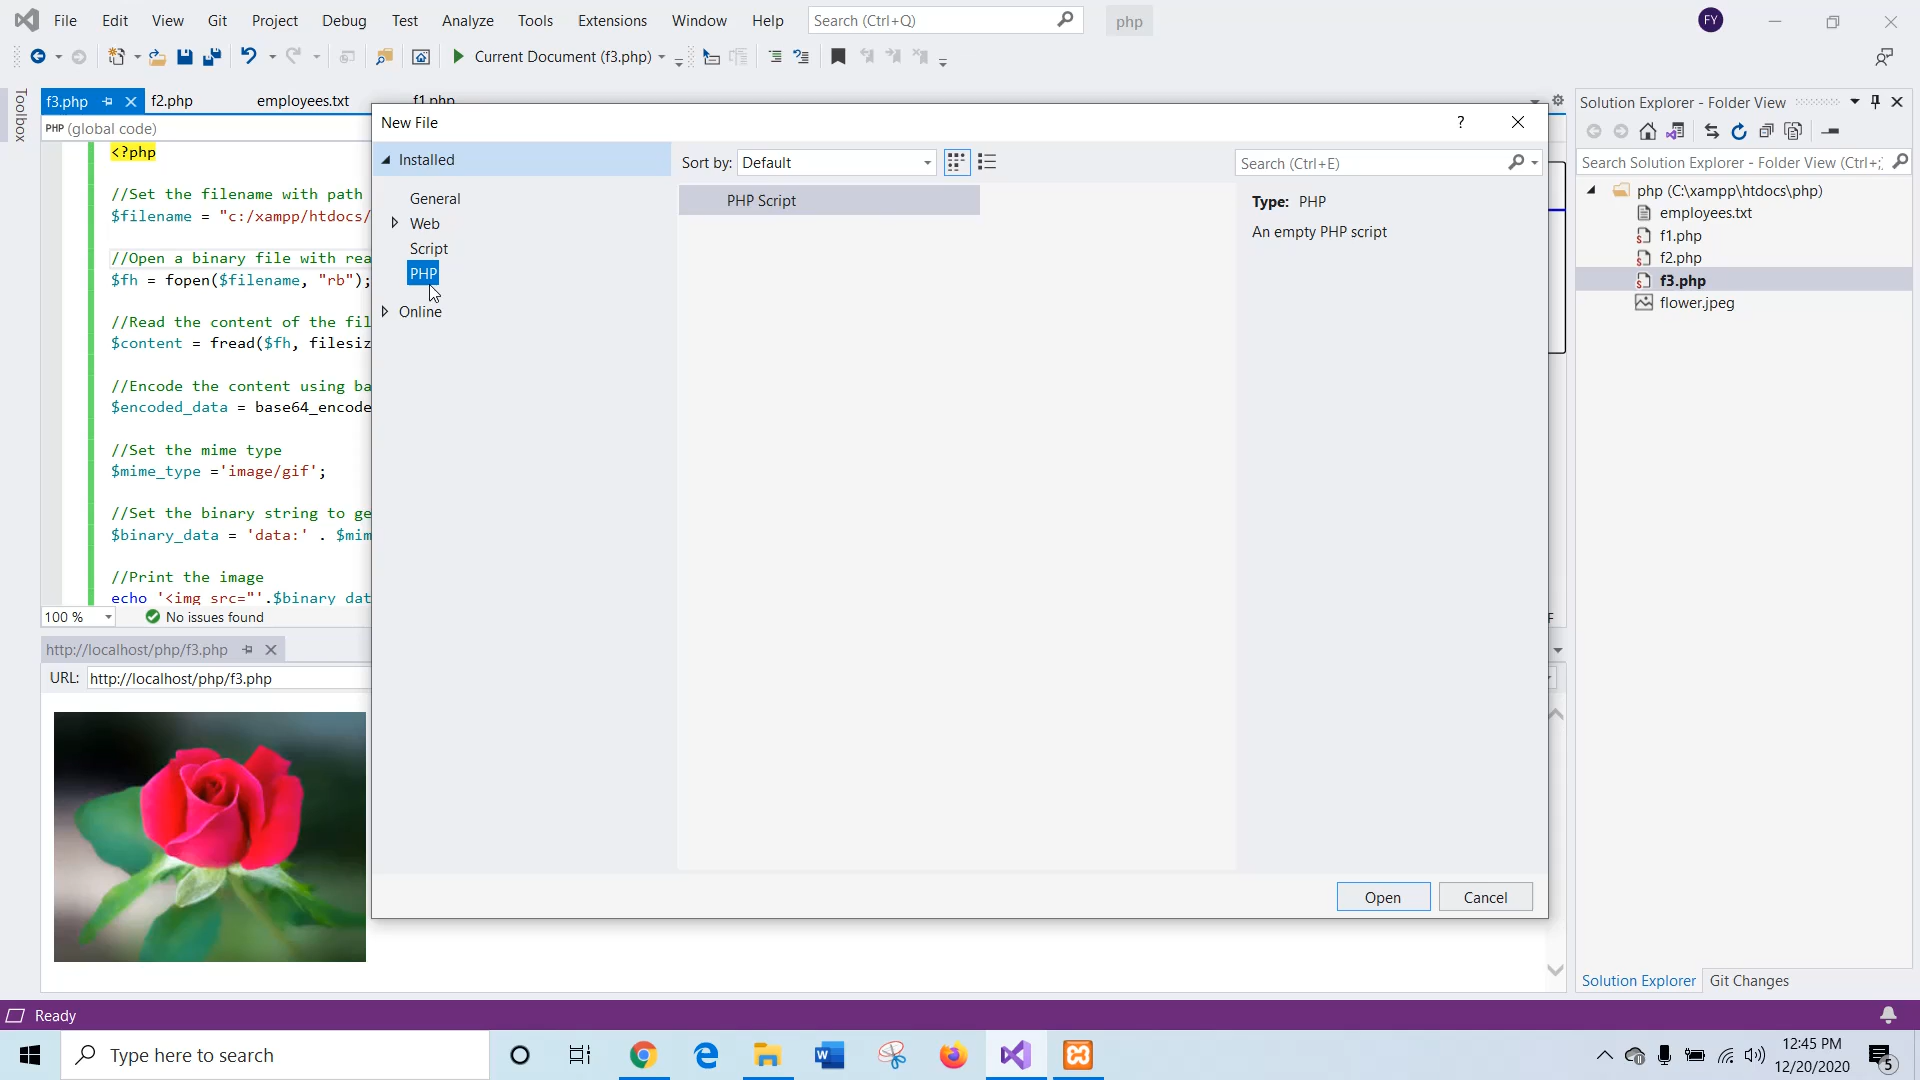 File Edit View Git Project Debug Test Analyze Tools Extensions Window Help Search (Ctrl+Q) php FY
Current Document (f3.php)
Toolbox
f3.php f2.php employees.txt f1.php
PHP (global code)
<?php
//Set the filename with path
$filename = "c:/xampp/htdocs/
//Open a binary file with rea
$fh = fopen($filename, "rb");
//Read the content of the fil
$content = fread($fh, filesiz
//Encode the content using ba
$encoded_data = base64_encode
//Set the mime type
$mime_type ='image/gif';
//Set the binary string to ge
$binary_data = 'data:' . $mim
//Print the image
echo '<img src="'.$binary_dat
100 % No issues found
http://localhost/php/f3.php
URL: http://localhost/php/f3.php
New File ?
Installed
General
Web
Script
PHP
Online
Sort by: Default
Search (Ctrl+E)
PHP Script
Type: PHP
An empty PHP script
Open Cancel
Solution Explorer - Folder View
Search Solution Explorer - Folder View (Ctrl+;
php (C:\xampp\htdocs\php)
employees.txt
f1.php
f2.php
f3.php
flower.jpeg
Solution Explorer Git Changes
Ready
Type here to search
12:45 PM
12/20/2020
5